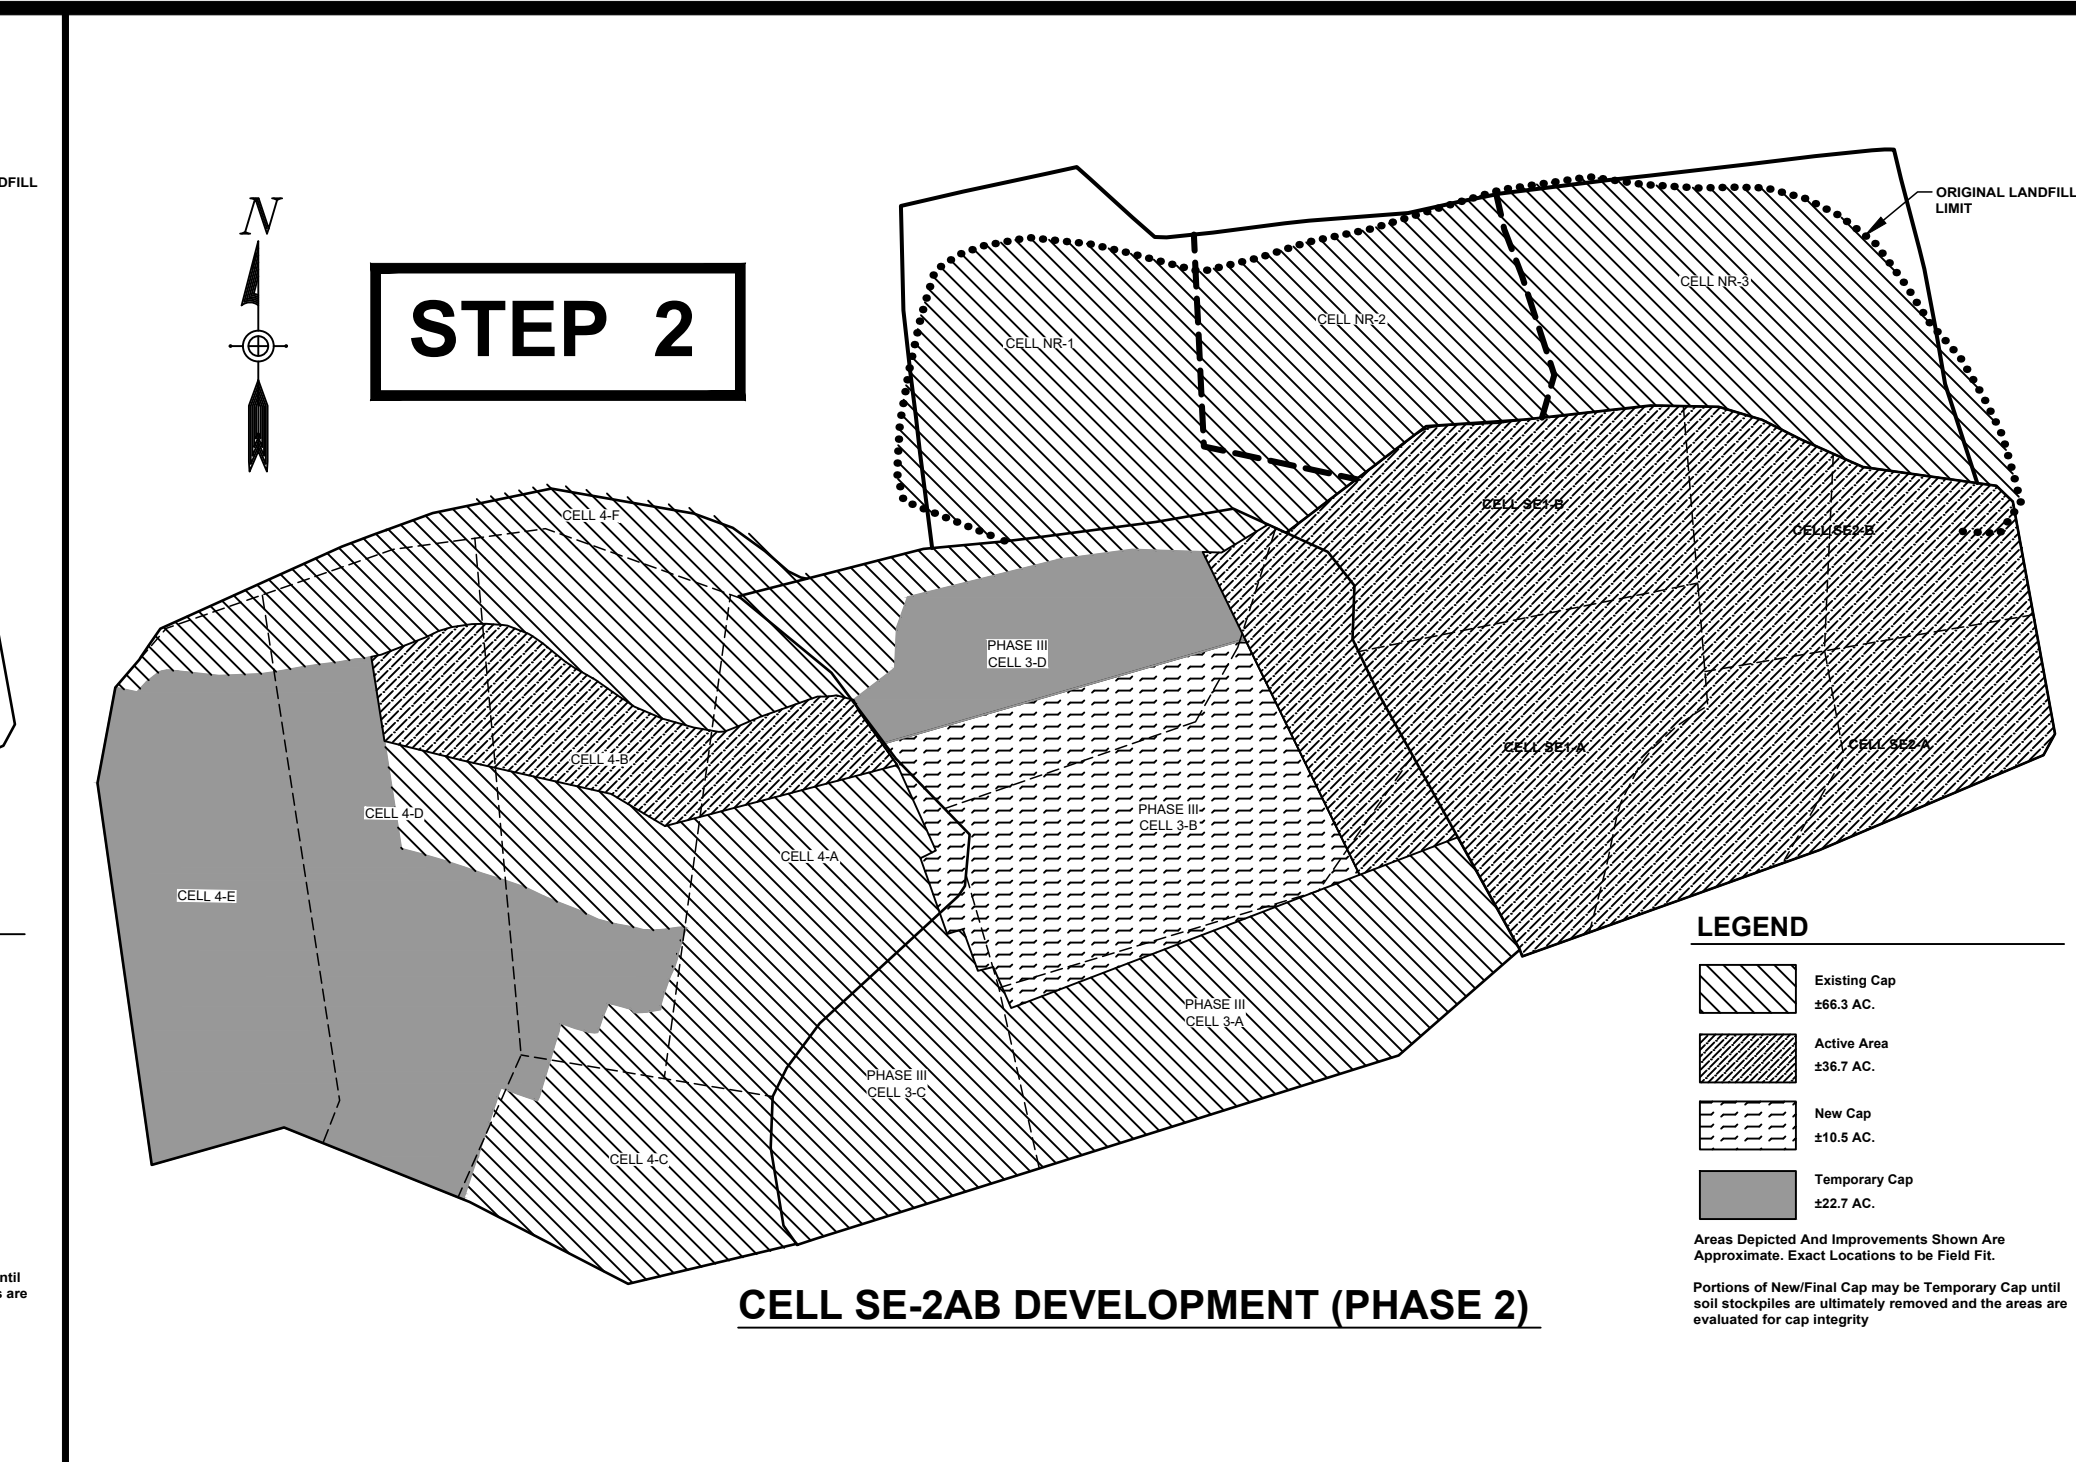 DFILL
N
STEP 2
ORIGINAL LANDFILL
LIMIT
CELL NR-3
CELL NR-2
CELL NR-1
CELL SE1-B
CELL SE2-B
CELL 4-F
PHASE III
CELL 3-D
CELL 4-B
CELL SE1-A
CELL SE2-A
CELL 4-D
PHASE III
CELL 3-B
CELL 4-A
CELL 4-E
PHASE III
CELL 3-A
PHASE III
CELL 3-C
CELL 4-C
LEGEND
Existing Cap
±66.3 AC.
Active Area
±36.7 AC.
New Cap
±10.5 AC.
Temporary Cap
±22.7 AC.
Areas Depicted And Improvements Shown Are
Approximate. Exact Locations to be Field Fit.
Portions of New/Final Cap may be Temporary Cap until
soil stockpiles are ultimately removed and the areas are
evaluated for cap integrity
ntil
s are
CELL SE-2AB DEVELOPMENT (PHASE 2)